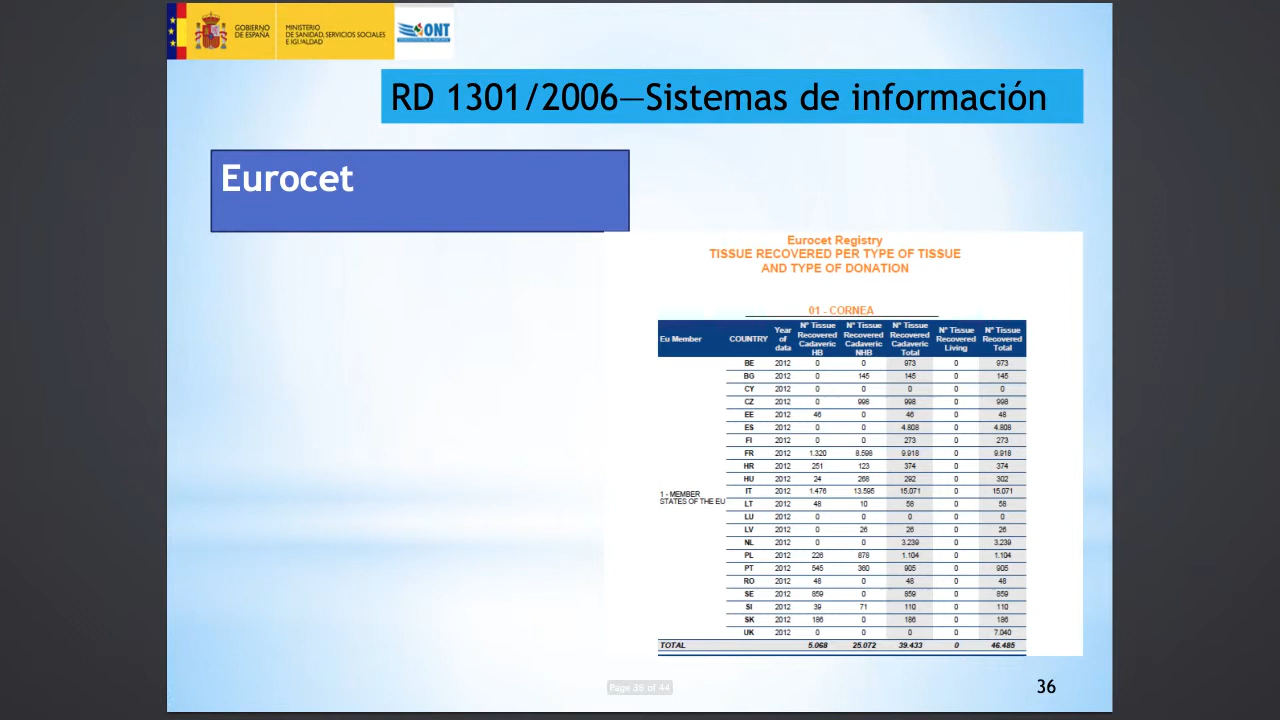 GOBIERNO
DE ESPAÑA
MINISTERIO
DE SANIDAD, SERVICIOS SOCIALES
E IGUALDAD
ONT
RD 1301/2006—Sistemas de información
Eurocet
Eurocet Registry
TISSUE RECOVERED PER TYPE OF TISSUE
AND TYPE OF DONATION
01 - CORNEA
Eu Member COUNTRY Year of data Nº Tissue Recovered Cadaveric HB Nº Tissue Recovered Cadaveric NHB Nº Tissue Recovered Cadaveric Total Nº Tissue Recovered Living Nº Tissue Recovered Total
BE 2012 0 0 973 0 973
BG 2012 0 145 145 0 145
CY 2012 0 0 0 0 0
CZ 2012 0 998 998 0 998
EE 2012 46 0 46 0 48
ES 2012 0 0 4.808 0 4.808
FI 2012 0 0 273 0 273
FR 2012 1.320 8.598 9.918 0 9.918
HR 2012 251 123 374 0 374
HU 2012 24 268 292 0 302
IT 2012 1.476 13.595 15.071 0 15.071
1 - MEMBER
STATES OF THE EU
LT 2012 48 10 58 0 58
LU 2012 0 0 0 0 0
LV 2012 0 26 26 0 26
NL 2012 0 0 3.239 0 3.239
PL 2012 226 878 1.104 0 1.104
PT 2012 545 360 905 0 905
RO 2012 48 0 48 0 48
SE 2012 859 0 859 0 859
SI 2012 39 71 110 0 110
SK 2012 186 0 186 0 186
UK 2012 0 0 0 0 7.040
TOTAL 5.068 25.072 39.433 0 46.485
Page 36 of 44
36